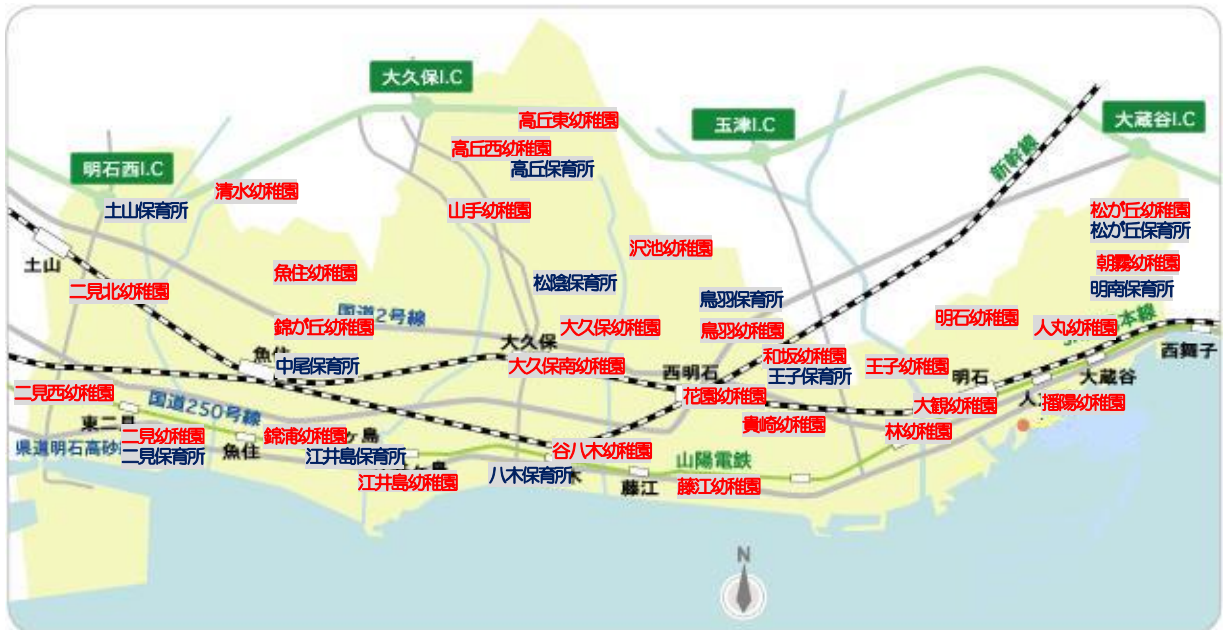 大久保I.C
高丘東幼稚園
玉津I.C
大蔵谷I.C
高丘西幼稚園
明石西I.C
高丘保育所
新幹線
清水幼稚園
土山保育所
山手幼稚園
松が丘幼稚園
松が丘保育所
沢池幼稚園
土山
魚住幼稚園
朝霧幼稚園
二見北幼稚園
松陰保育所
鳥羽保育所
明南保育所
国道2号線
錦が丘幼稚園
大久保幼稚園
鳥羽幼稚園
明石幼稚園
人丸幼稚園
本線
大久保
西舞子
魚
中尾保育所
大久保南幼稚園
和坂幼稚園
西明石
王子保育所
王子幼稚園
明石
大蔵谷
二見西幼稚園
花園幼稚園
大観幼稚園
人
播陽幼稚園
国道250号線
東二見
貴崎幼稚園
林幼稚園
二見幼稚園
錦浦幼稚園
ヶ島
県道明石高砂
二見保育所
魚住
江井島保育所
谷八木幼稚園
山陽電鉄
江井島幼稚園
八木保育所
木
藤江
藤江幼稚園
N